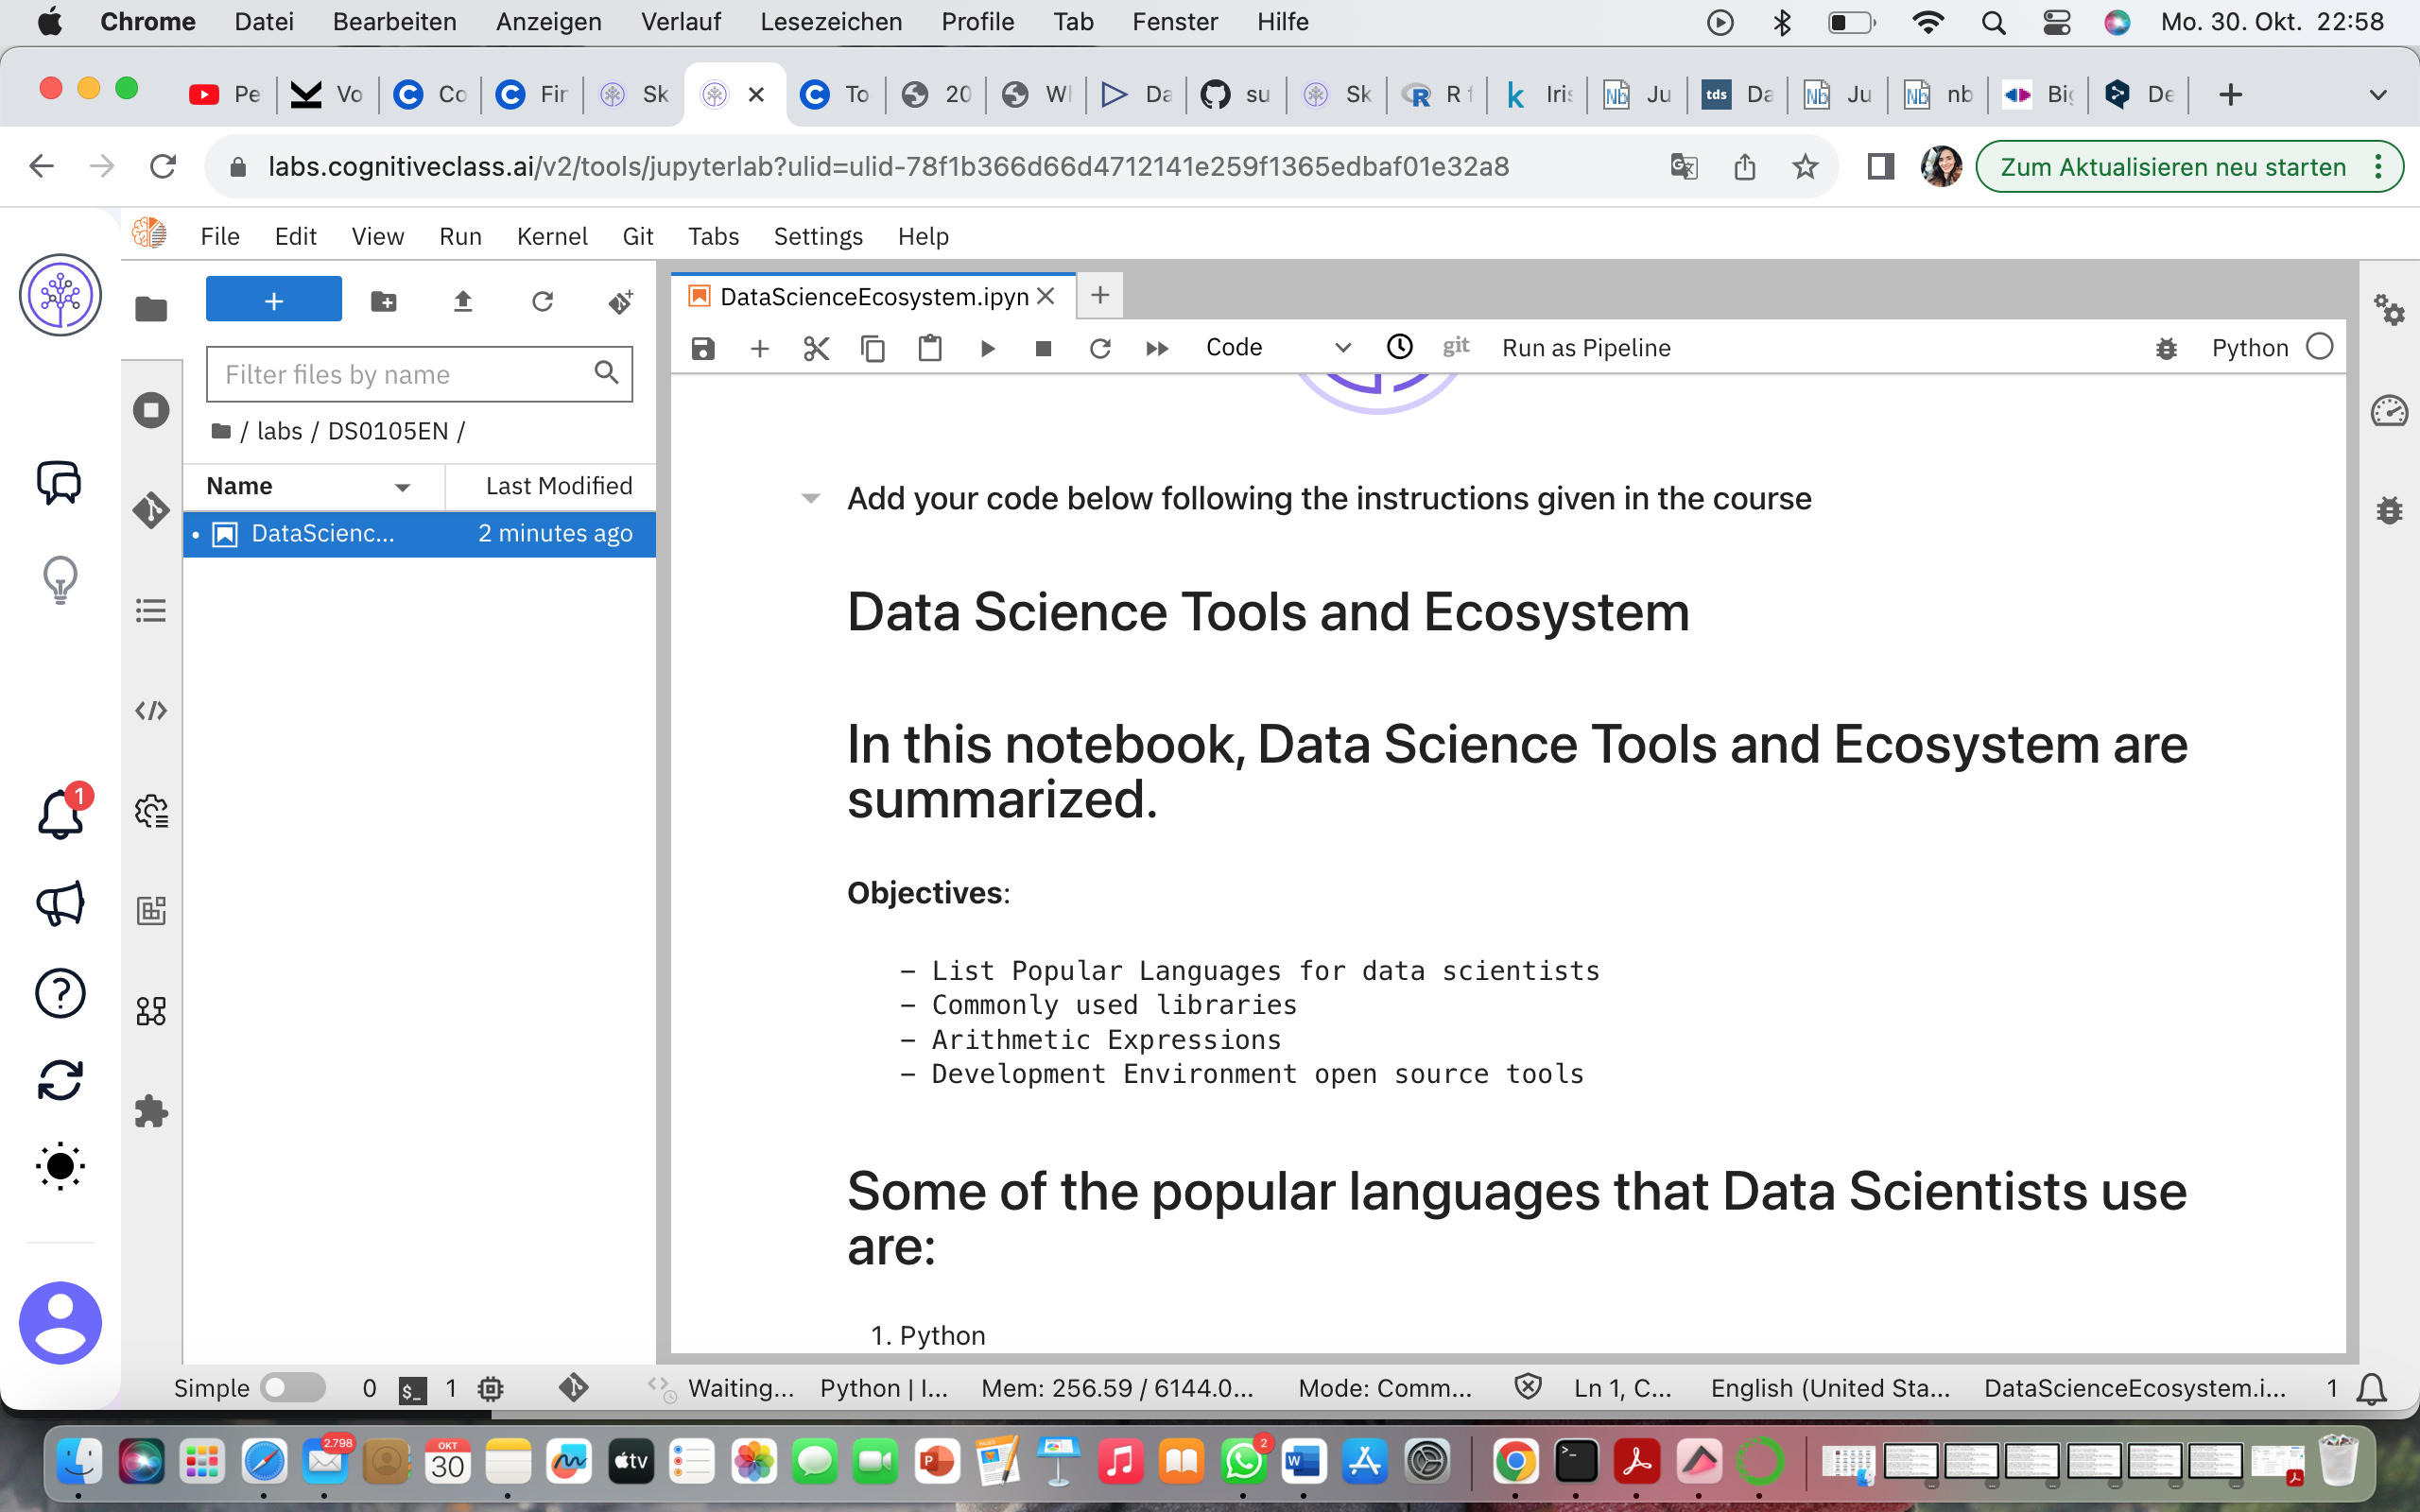 Chrome Datei Bearbeiten Anzeigen Verlauf Lesezeichen Profile Tab Fenster Hilfe Mo. 30. Okt. 22:58
Pe Vo Co Fir Sk To 20 Wl Da su Sk R f Iris Ju tds Da Nb Ju Nb nb Big De
labs.cognitiveclass.ai/v2/tools/jupyterlab?ulid=ulid-78f1b366d66d4712141e259f1365edbaf01e32a8 Zum Aktualisieren neu starten
File Edit View Run Kernel Git Tabs Settings Help
DataScienceEcosystem.ipyn
Code git Run as Pipeline Python
Filter files by name
/ labs / DS0105EN /
Name Last Modified
DataScienc... 2 minutes ago
Add your code below following the instructions given in the course
Data Science Tools and Ecosystem
In this notebook, Data Science Tools and Ecosystem are
summarized.
Objectives:
– List Popular Languages for data scientists
– Commonly used libraries
– Arithmetic Expressions
– Development Environment open source tools
Some of the popular languages that Data Scientists use
are:
1. Python
1
Simple 0 $_ 1 Waiting... Python | I... Mem: 256.59 / 6144.0... Mode: Comm... Ln 1, C... English (United Sta... DataScienceEcosystem.i... 1
2.798 OKT 30 tv 2